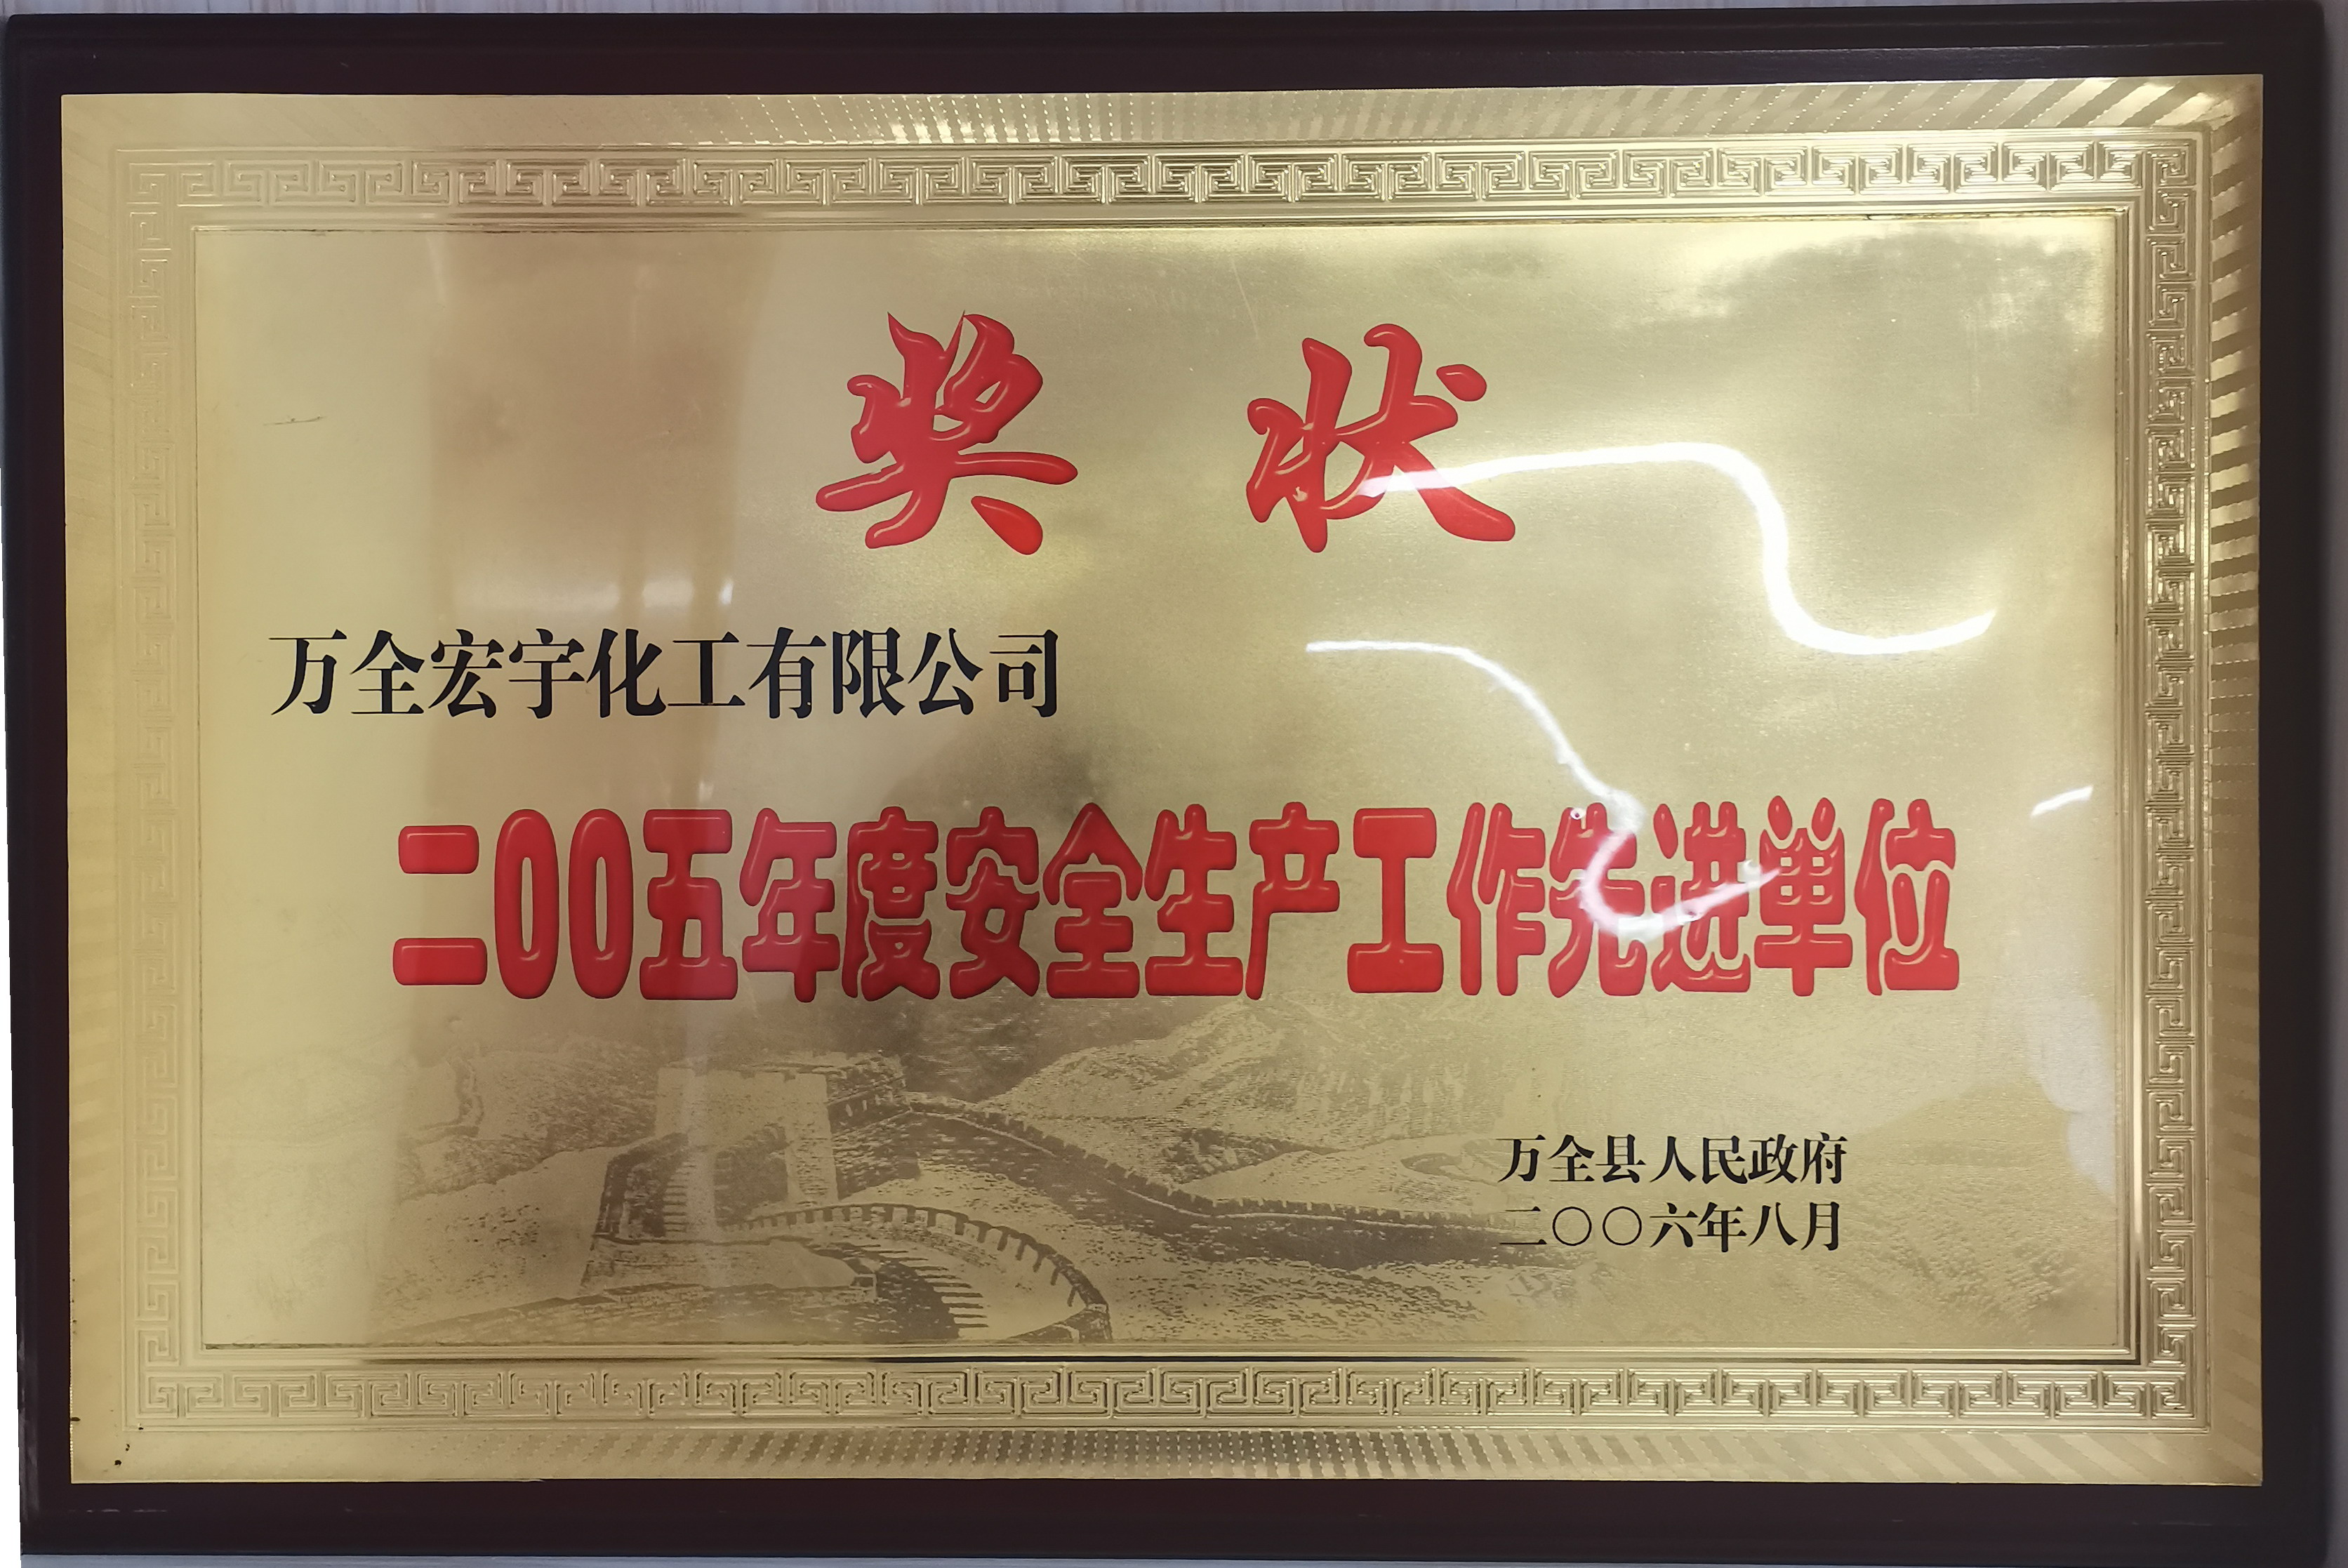 奖 状
万全宏宇化工有限公司
二00五年度安全生产工作先进单位
万全县人民政府
二〇〇六年八月